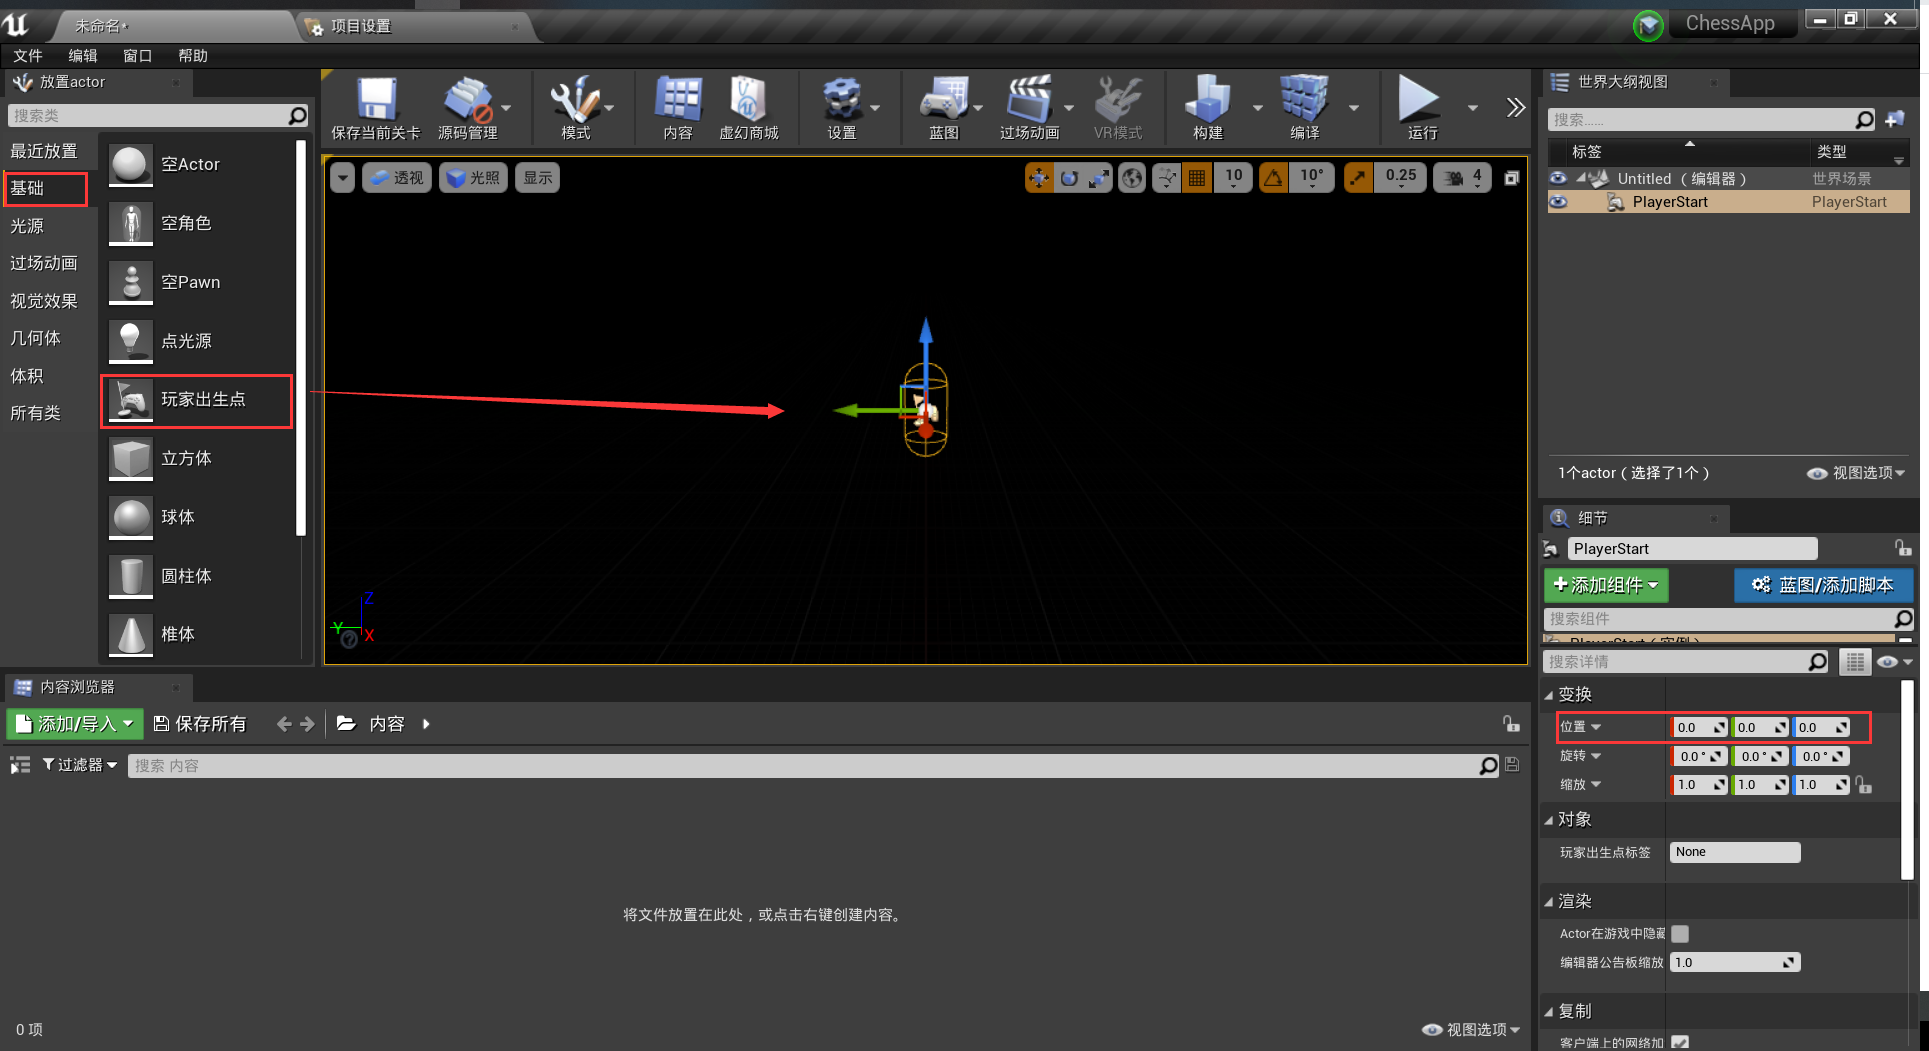 未命名*
项目设置
ChessApp
文件 编辑 窗口 帮助
放置actor
搜索类
最近放置
基础
光源
过场动画
视觉效果
几何体
体积
所有类
空Actor
空角色
空Pawn
点光源
玩家出生点
立方体
球体
圆柱体
椎体
保存当前关卡 源码管理 模式 内容 虚幻商城 设置 蓝图 过场动画 VR模式 构建 编译 运行
透视 光照 显示 10 10° 0.25 4
Z
Y
X
世界大纲视图
搜索......
标签 类型
Untitled（编辑器） 世界场景
PlayerStart PlayerStart
1个actor（选择了1个） 视图选项
细节
PlayerStart
+添加组件 蓝图/添加脚本
搜索组件
PlayerStart（实例）
搜索详情
变换
位置 0.0 0.0 0.0
旋转 0.0 ° 0.0 ° 0.0 °
缩放 1.0 1.0 1.0
对象
玩家出生点标签 None
渲染
Actor在游戏中隐藏
编辑器公告板缩放 1.0
复制
客户端上的网络加
内容浏览器
添加/导入 保存所有 内容
过滤器 搜索 内容
将文件放置在此处，或点击右键创建内容。
0 项 视图选项